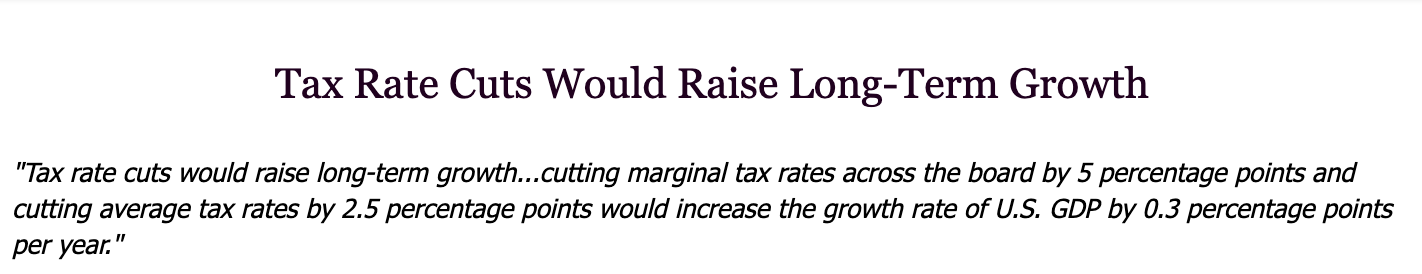 Tax Rate Cuts Would Raise Long-Term Growth
"Tax rate cuts would raise long-term growth...cutting marginal tax rates across the board by 5 percentage points and
cutting average tax rates by 2.5 percentage points would increase the growth rate of U.S. GDP by 0.3 percentage points
per year."